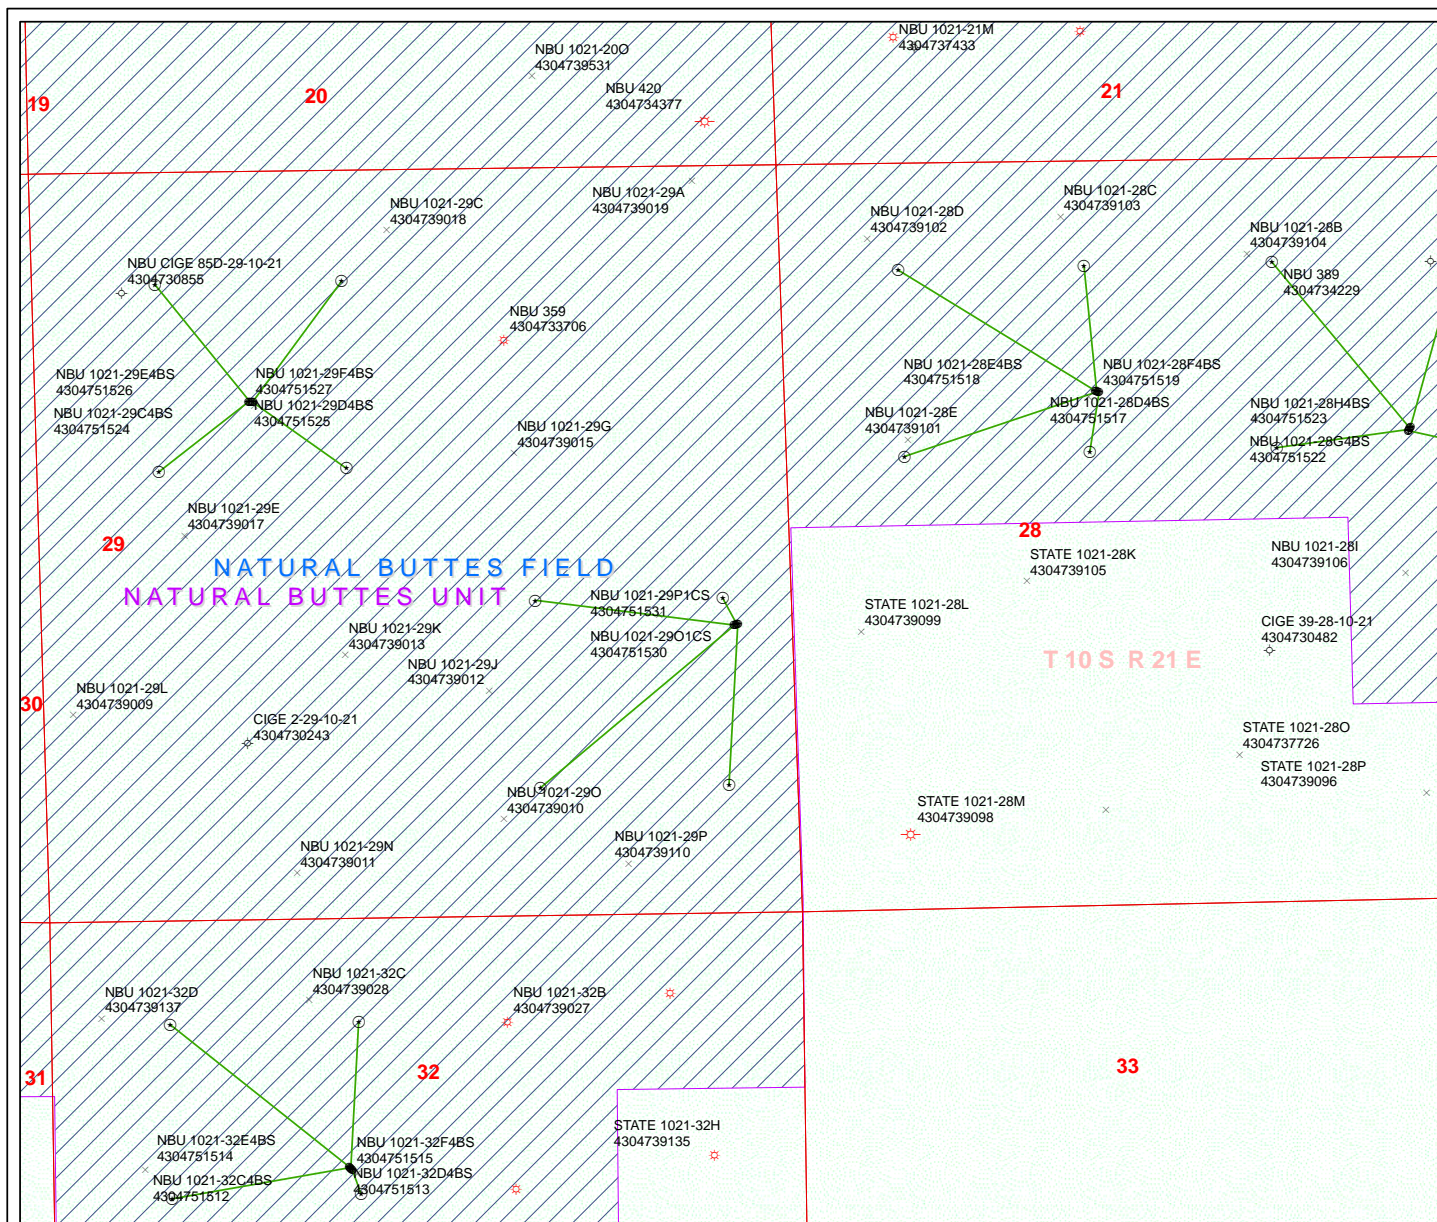 NBU 1021-21M
4304737433
NBU 1021-20O
4304739531
NBU 420
4304734377
19
20
21
NBU 1021-29A
4304739019
NBU 1021-29C
4304739018
NBU 1021-28C
4304739103
NBU 1021-28D
4304739102
NBU 1021-28B
4304739104
NBU CIGE 85D-29-10-21
4304730855
NBU 389
4304734229
NBU 359
4304733706
NBU 1021-29E4BS
4304751526
NBU 1021-29F4BS
4304751527
NBU 1021-29C4BS
4304751524
NBU 1021-29D4BS
4304751525
NBU 1021-28E4BS
4304751518
NBU 1021-28F4BS
4304751519
NBU 1021-28D4BS
4304751517
NBU 1021-28E
4304739101
NBU 1021-28H4BS
4304751523
NBU 1021-28G4BS
4304751522
NBU 1021-29G
4304739015
NBU 1021-29E
4304739017
29
28
NATURAL BUTTES FIELD
NATURAL BUTTES UNIT
NBU 1021-29P1CS
4304751531
NBU 1021-29O1CS
4304751530
STATE 1021-28K
4304739105
NBU 1021-28I
4304739106
STATE 1021-28L
4304739099
CIGE 39-28-10-21
4304730482
T 10 S R 21 E
NBU 1021-29K
4304739013
NBU 1021-29J
4304739012
NBU 1021-29L
4304739009
30
CIGE 2-29-10-21
4304730243
STATE 1021-28O
4304737726
STATE 1021-28P
4304739096
NBU 1021-29O
4304739010
STATE 1021-28M
4304739098
NBU 1021-29P
4304739110
NBU 1021-29N
4304739011
NBU 1021-32D
4304739137
NBU 1021-32C
4304739028
NBU 1021-32B
4304739027
31
32
33
STATE 1021-32H
4304739135
NBU 1021-32E4BS
4304751514
NBU 1021-32F4BS
4304751515
NBU 1021-32C4BS
4304751512
NBU 1021-32D4BS
4304751513